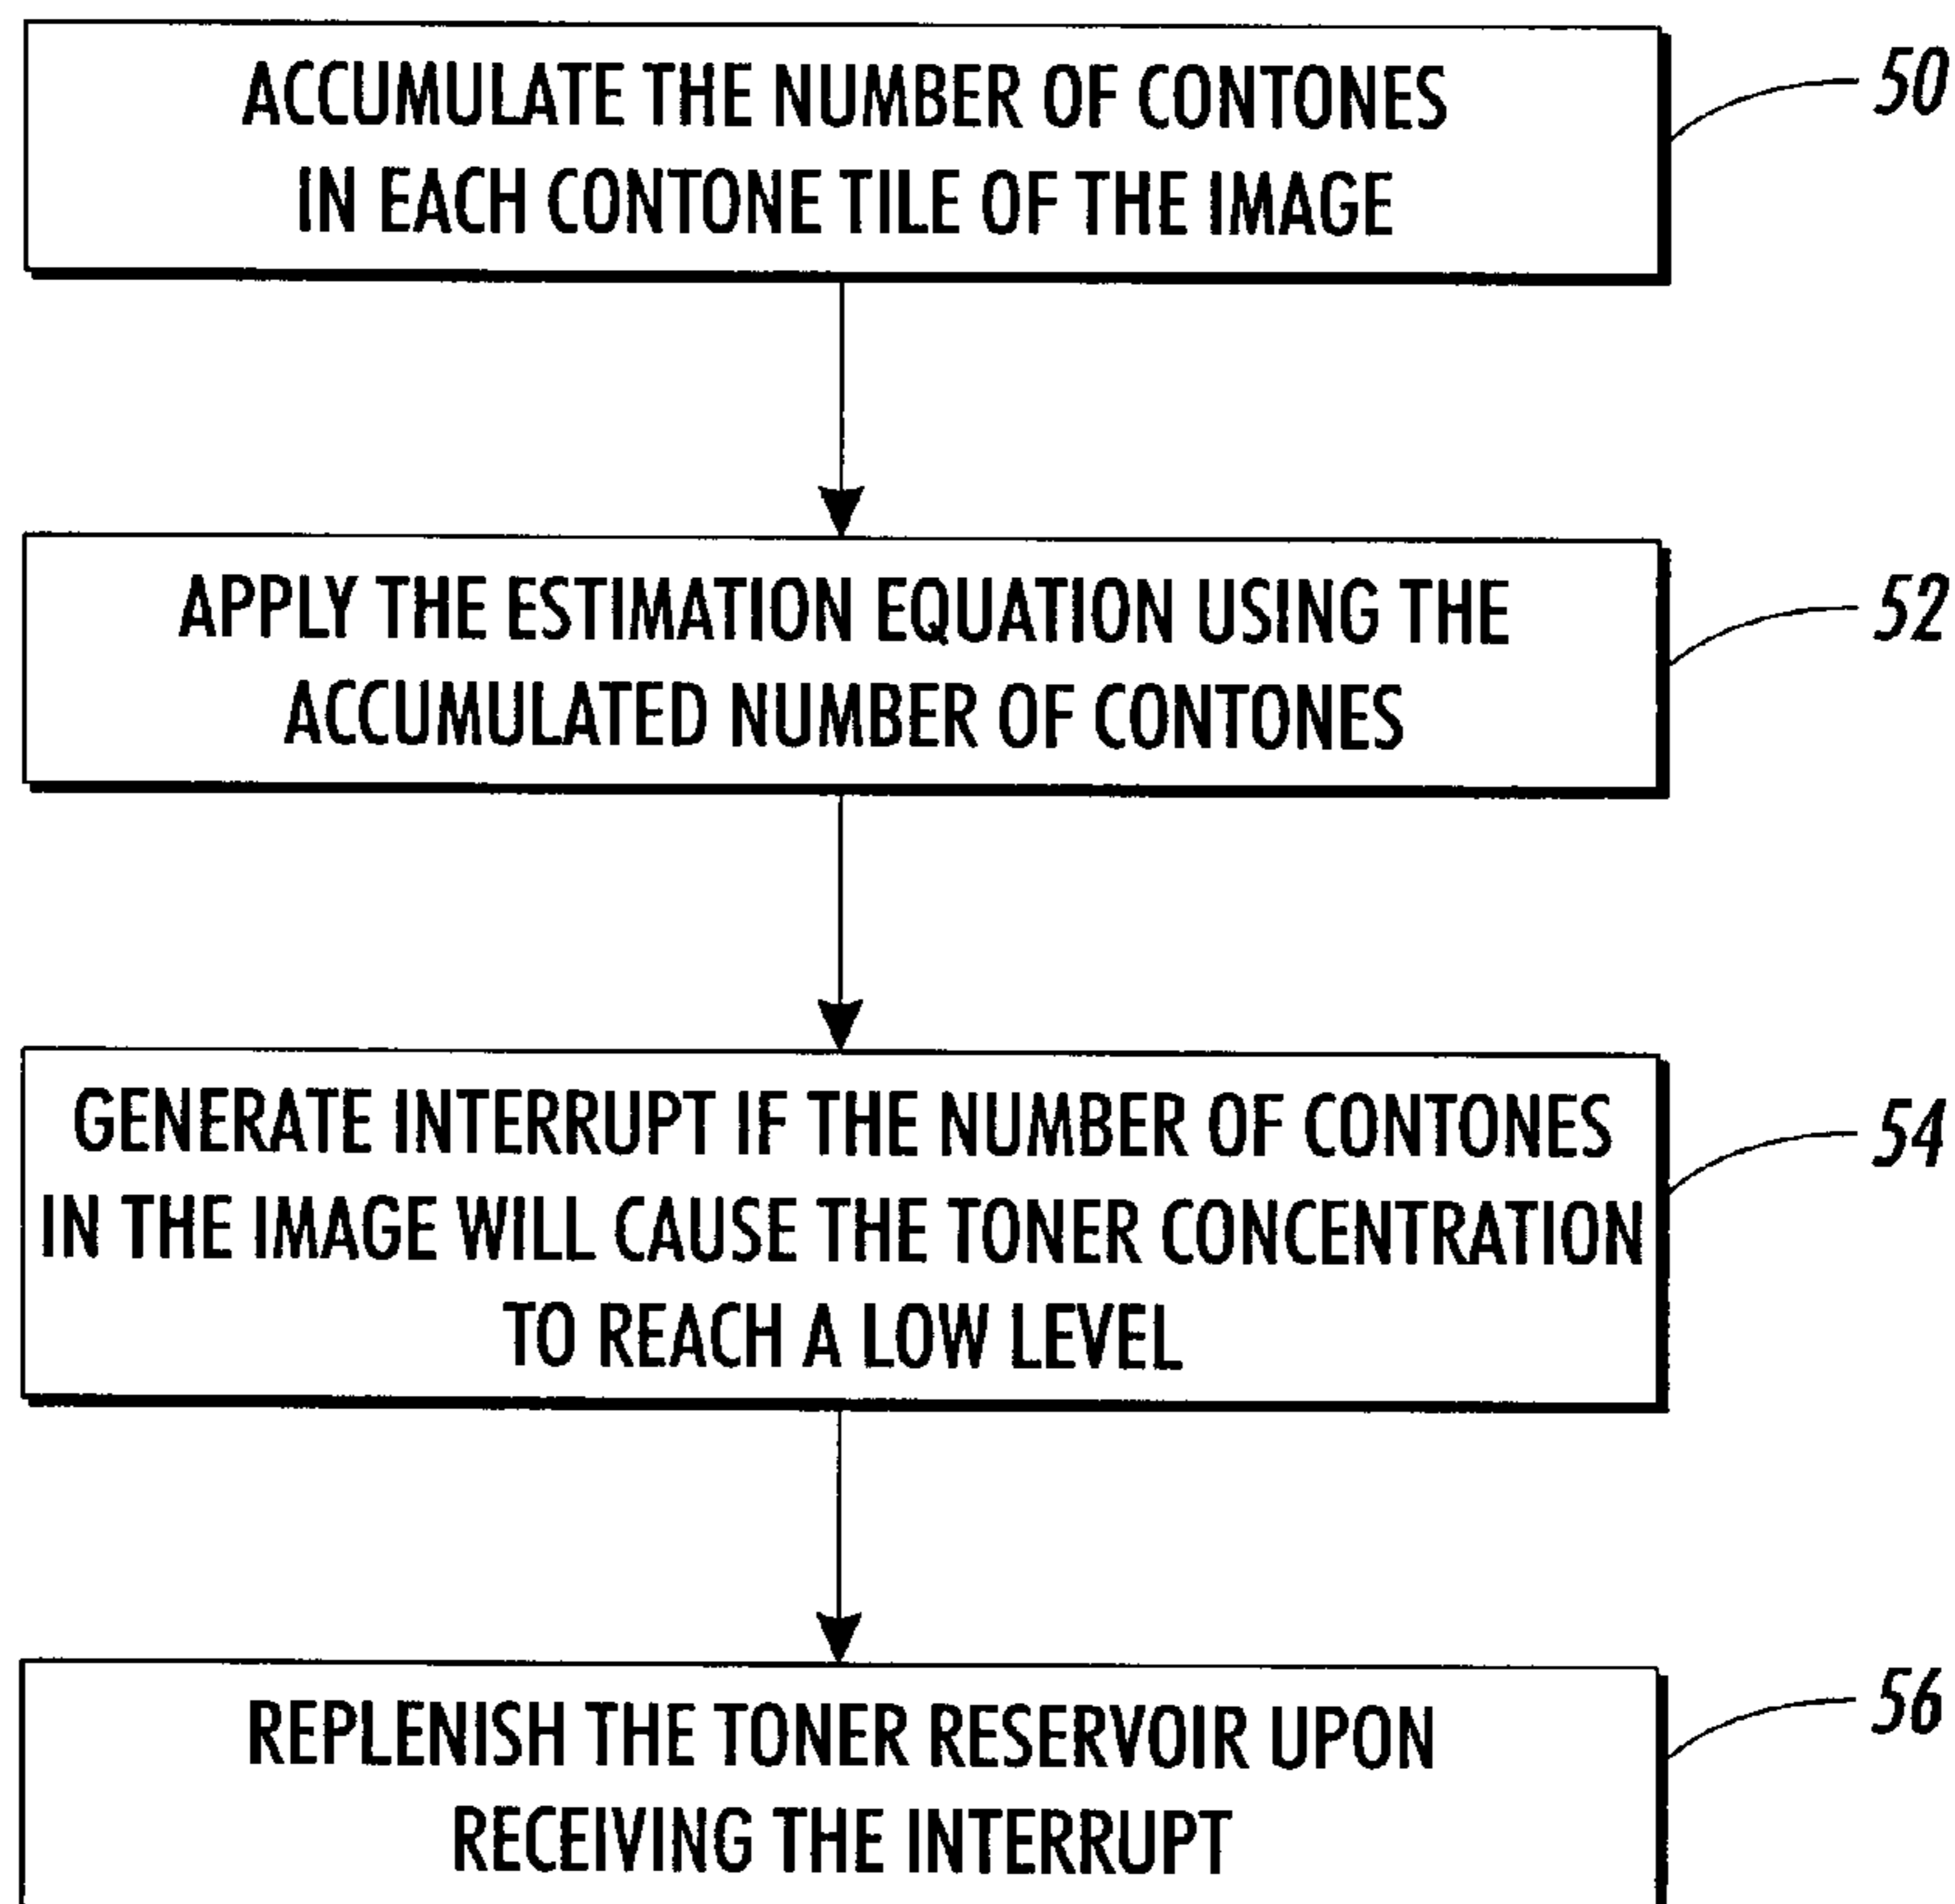 ACCUMULATE THE NUMBER OF CONTONES
IN EACH CONTONE TILE OF THE IMAGE
50
APPLY THE ESTIMATION EQUATION USING THE
ACCUMULATED NUMBER OF CONTONES
52
GENERATE INTERRUPT IF THE NUMBER OF CONTONES
IN THE IMAGE WILL CAUSE THE TONER CONCENTRATION
TO REACH A LOW LEVEL
54
REPLENISH THE TONER RESERVOIR UPON
RECEIVING THE INTERRUPT
56